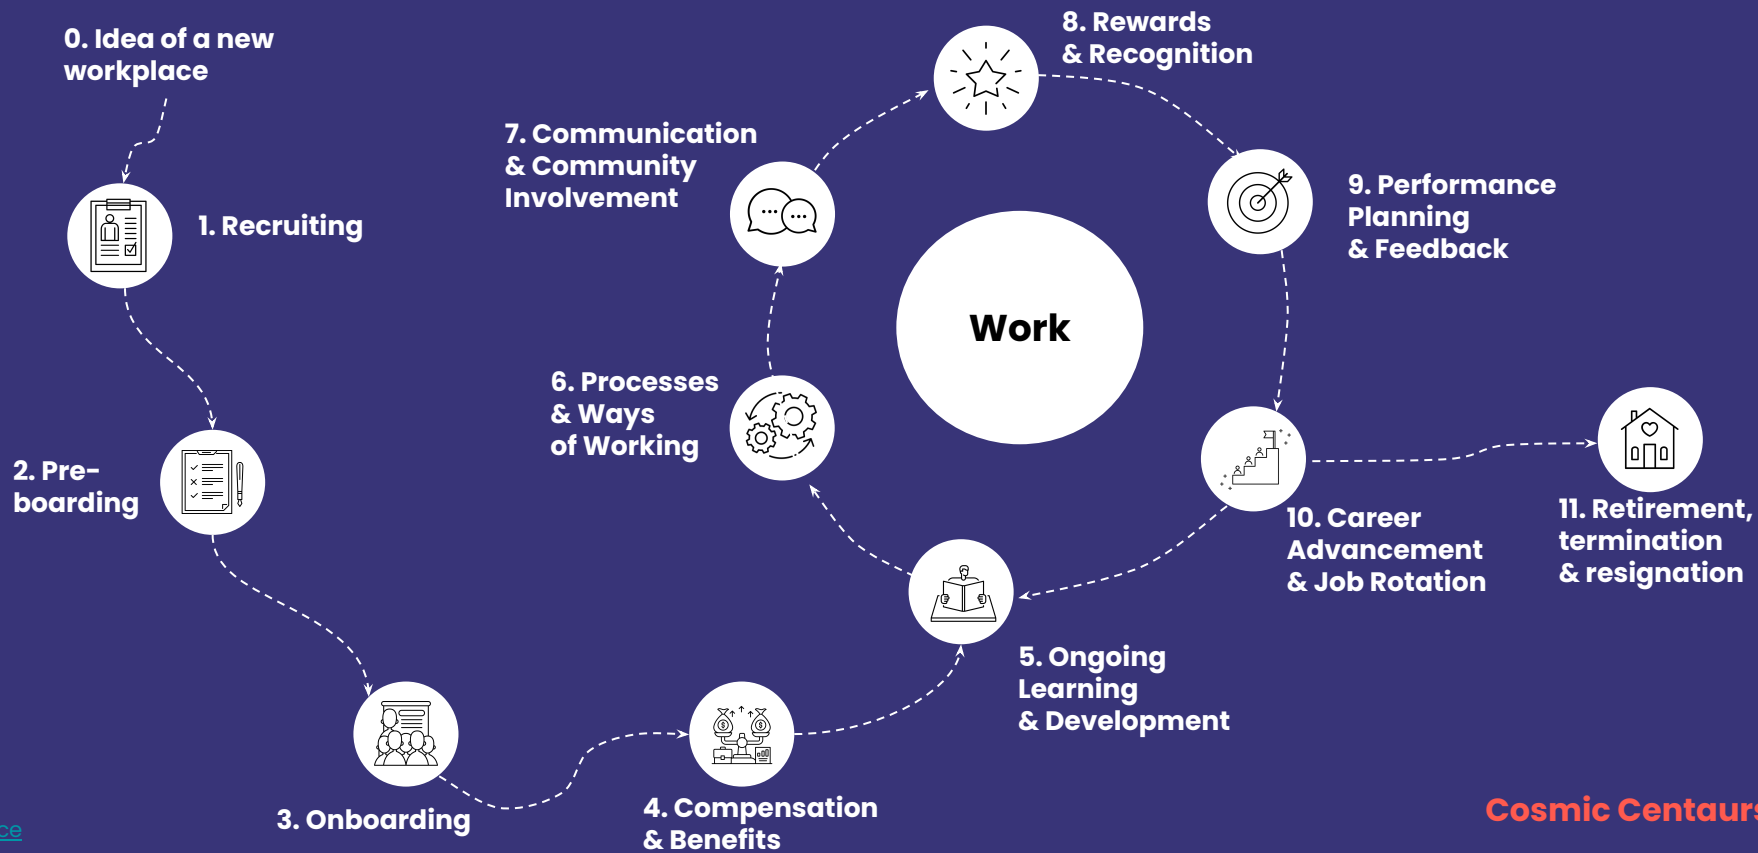 0. Idea of a new
workplace
1. Recruiting
2. Pre-
boarding
3. Onboarding
4. Compensation
& Benefits
5. Ongoing
Learning
& Development
6. Processes
& Ways
of Working
7. Communication
& Community
Involvement
8. Rewards
& Recognition
9. Performance
Planning
& Feedback
10. Career
Advancement
& Job Rotation
11. Retirement,
termination
& resignation
Work
Cosmic Centaurs